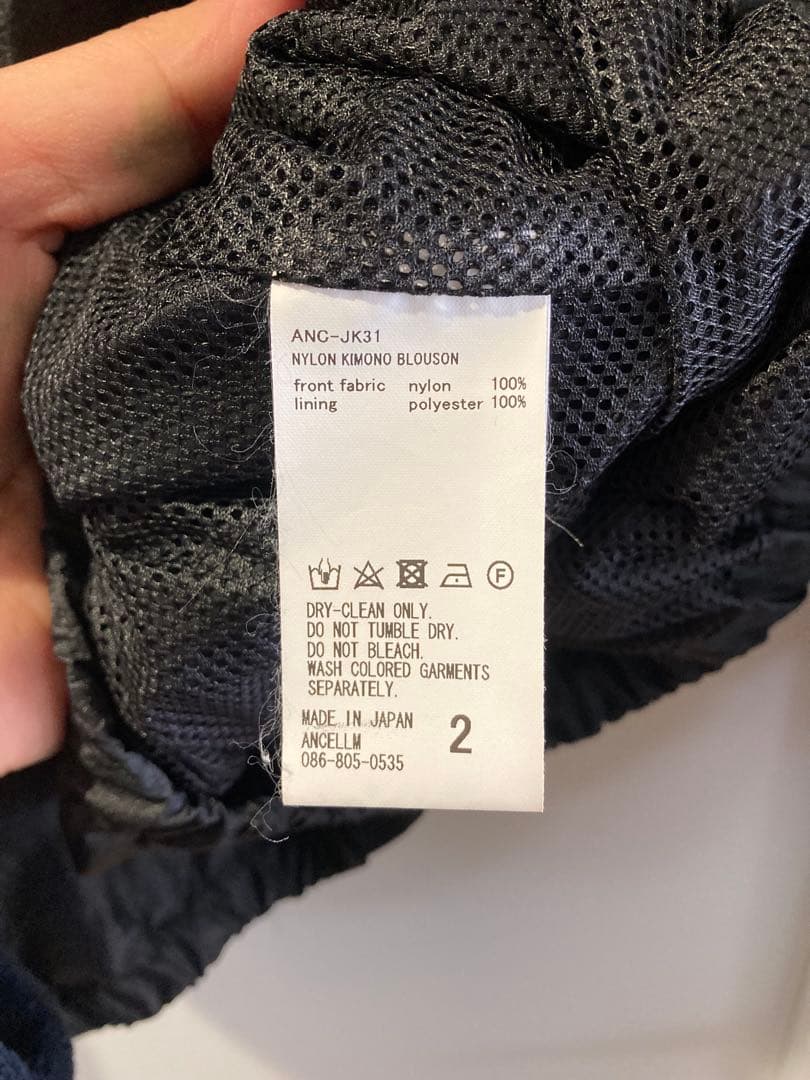 ANC-JK31
NYLON KIMONO BLOUSON
front fabric nylon 100%
lining polyester 100%
F
DRY-CLEAN ONLY.
DO NOT TUMBLE DRY.
DO NOT BLEACH.
WASH COLORED GARMENTS
SEPARATELY.
MADE IN JAPAN
ANCELLM
086-805-0535
2